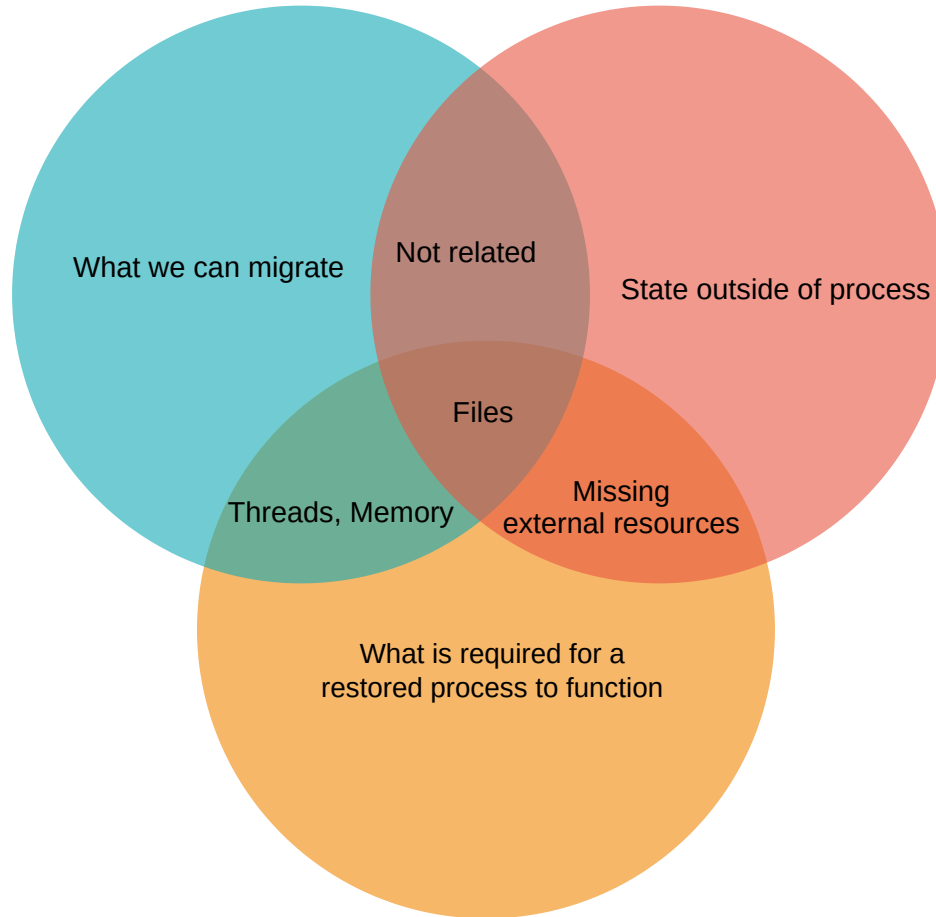 What we can migrate
Not related
State outside of process
Files
Threads, Memory
Missing
external resources
What is required for a
restored process to function